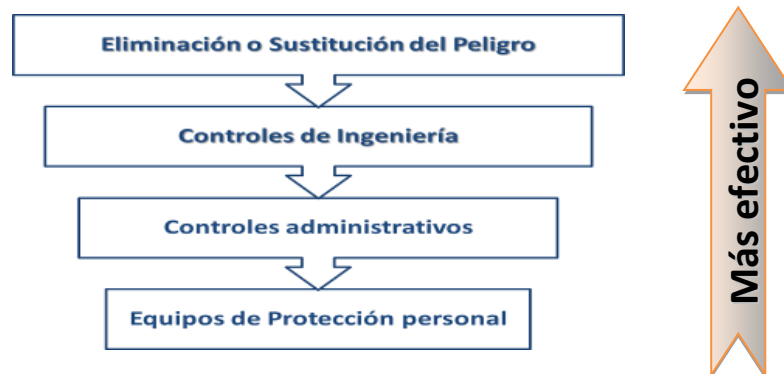 Eliminación o Sustitución del Peligro
Controles de Ingeniería
Controles administrativos
Equipos de Protección personal
Más efectivo